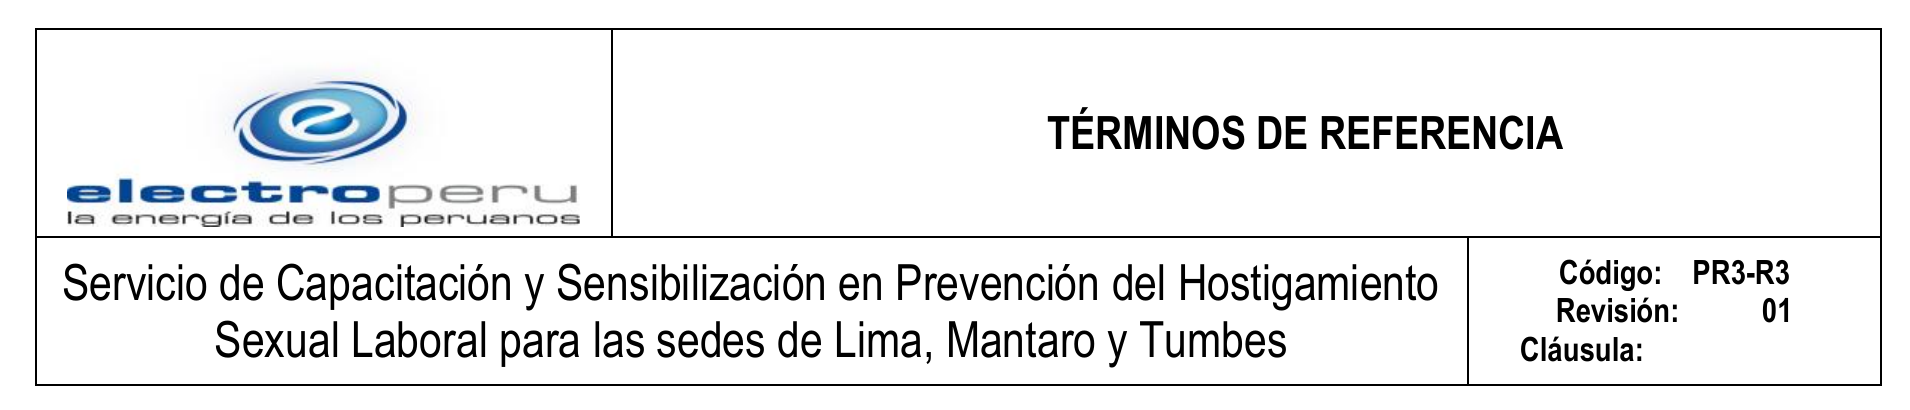 electroperu
la energía de los peruanos
TÉRMINOS DE REFERENCIA
Servicio de Capacitación y Sensibilización en Prevención del Hostigamiento
Sexual Laboral para las sedes de Lima, Mantaro y Tumbes
Código: PR3-R3
Revisión: 01
Cláusula: